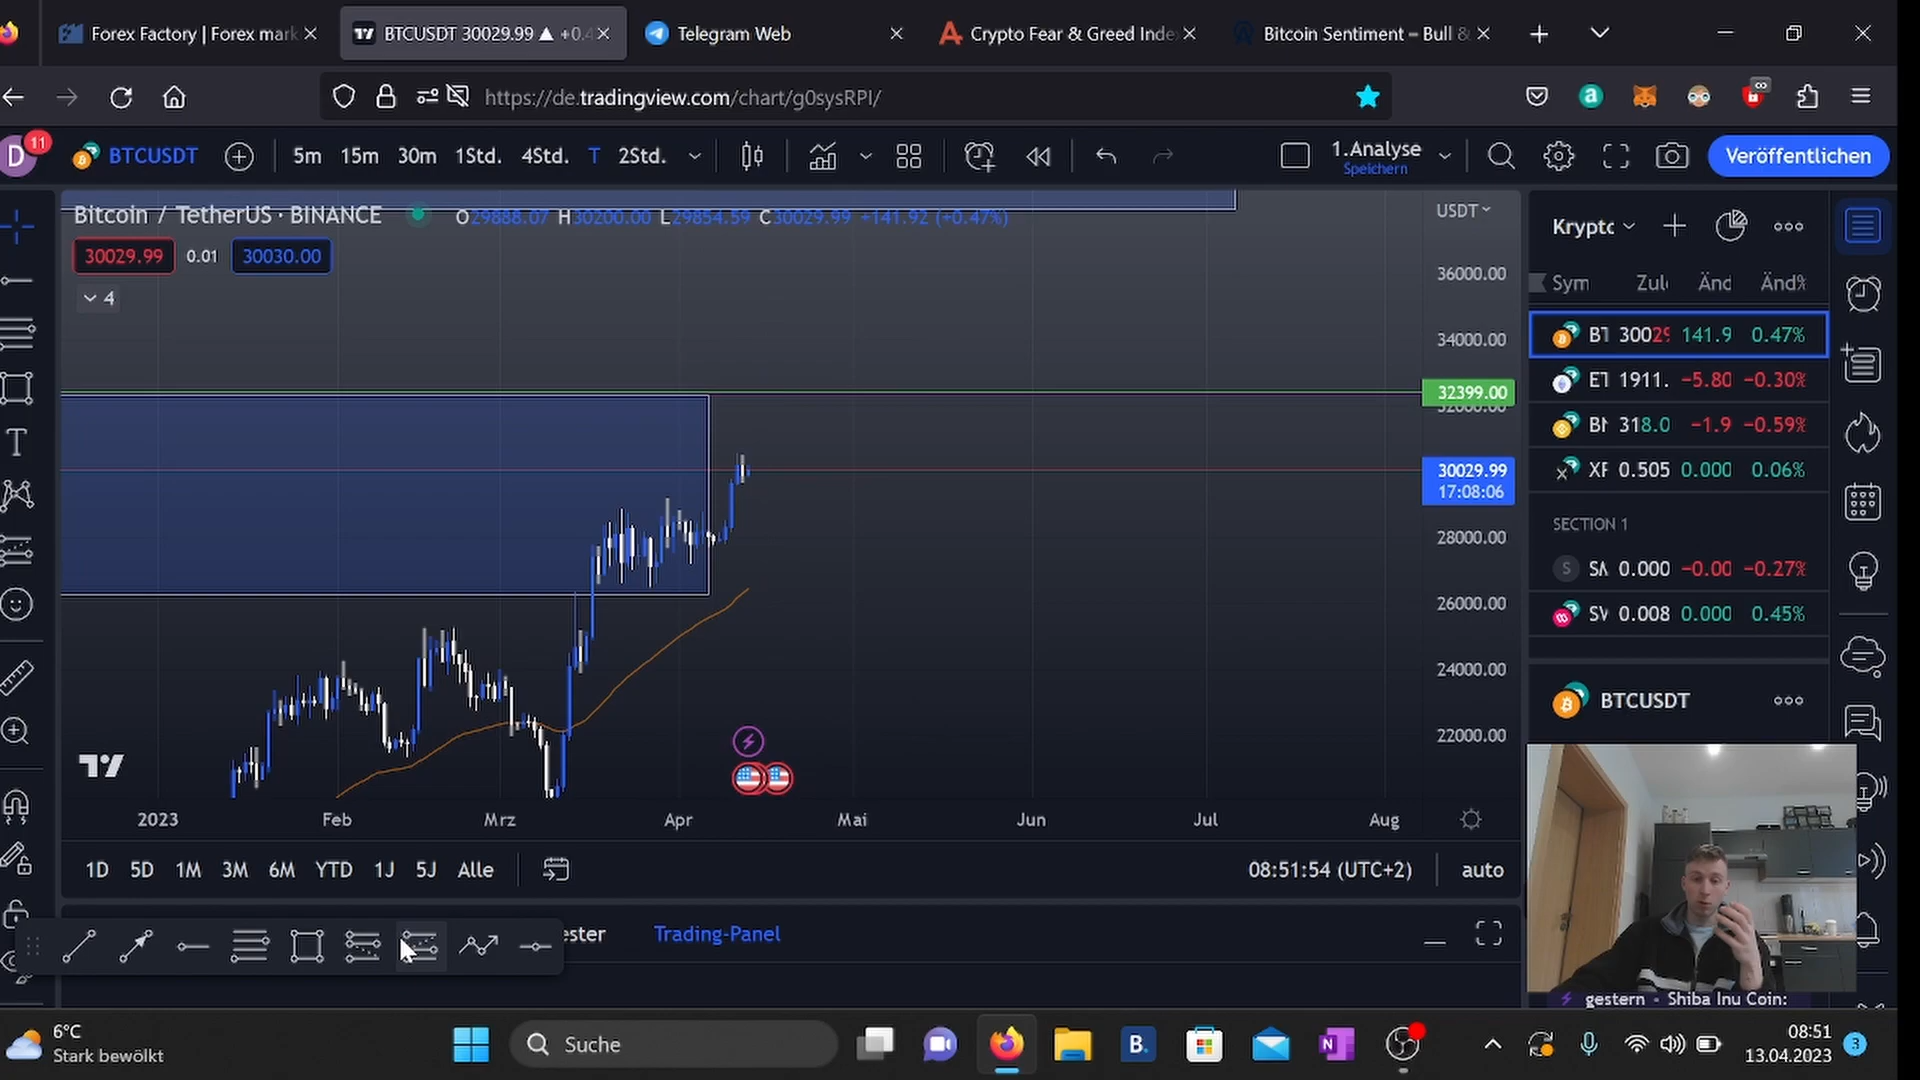 Forex Factory | Forex mark
BTCUSDT 30029.99 ▲ +0.4
Telegram Web
Crypto Fear & Greed Inde
Bitcoin Sentiment – Bull &
https://de.tradingview.com/chart/g0sysRPI/
D
11
BTCUSDT
5m 15m 30m 1Std. 4Std. T 2Std.
1.Analyse
Speichern
Veröffentlichen
Bitcoin / TetherUS · BINANCE
O29888.07 H30200.00 L29854.59 C30029.99 +141.92 (+0.47%)
30029.99
0.01
30030.00
4
USDT
36000.00
34000.00
32399.00
32000.00
30029.99
17:08:06
28000.00
26000.00
24000.00
22000.00
2023 Feb Mrz Apr Mai Jun Jul Aug
1D 5D 1M 3M 6M YTD 1J 5J Alle
08:51:54 (UTC+2)
auto
ester
Trading-Panel
Krypto
Sym Zul Änd Änd%
BT 30029 141.9 0.47%
ET 1911. −5.80 −0.30%
BN 318.0 −1.9 −0.59%
XF 0.505 0.000 0.06%
SECTION 1
S
0.000 −0.00 −0.27%
0.008 0.000 0.45%
BTCUSDT
gestern · Shiba Inu Coin:
6°C
Stark bewölkt
Suche
B.
N
08:51
13.04.2023
3